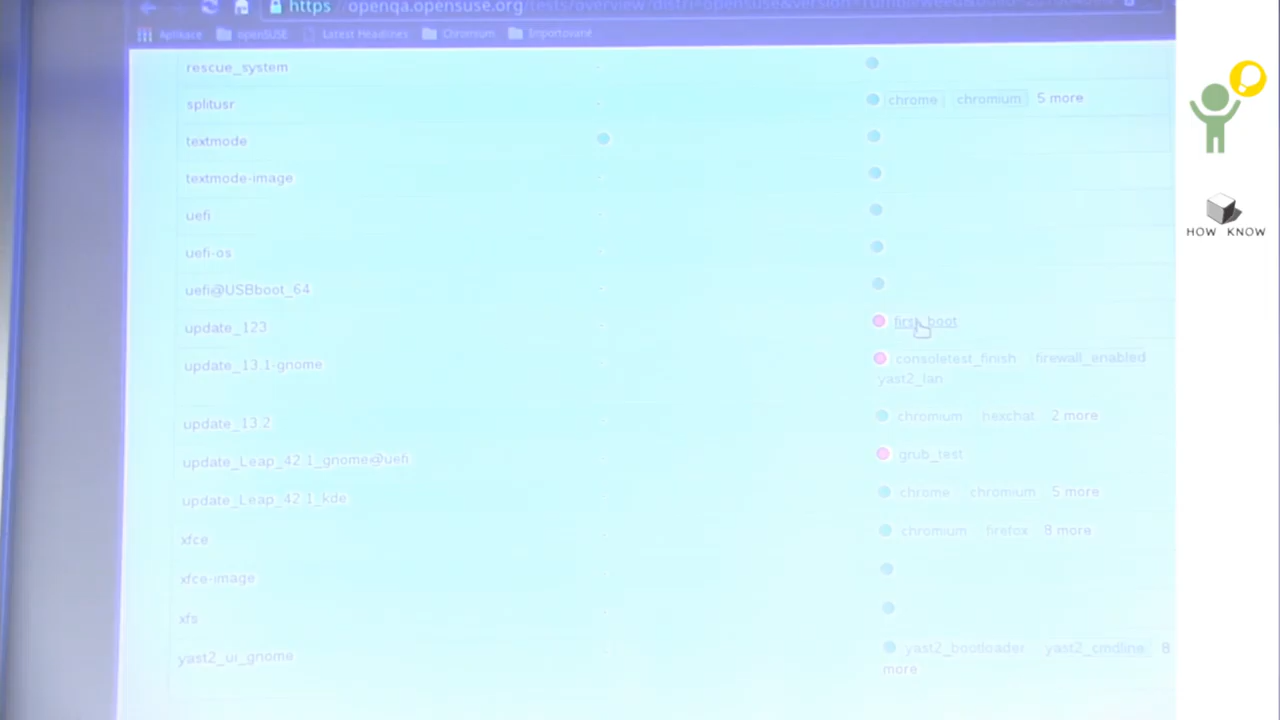 https openqa.opensuse.org/tests/overview
Aplikace openSUSE Latest Headlines Chromium Importované
rescue_system -
splitusr - chrome chromium 5 more
textmode
textmode-image -
uefi -
uefi-os -
uefi@USBboot_64 -
update_123 - first_boot
update_13.1-gnome - consoletest_finish firewall_enabled
yast2_lan
update_13.2 - chromium hexchat 2 more
update_Leap_42.1_gnome@uefi - grub_test
update_Leap_42.1_kde - chrome chromium 5 more
xfce - chromium firefox 8 more
xfce-image -
xfs -
yast2_ui_gnome - yast2_bootloader yast2_cmdline 8
more
HOW KNOW